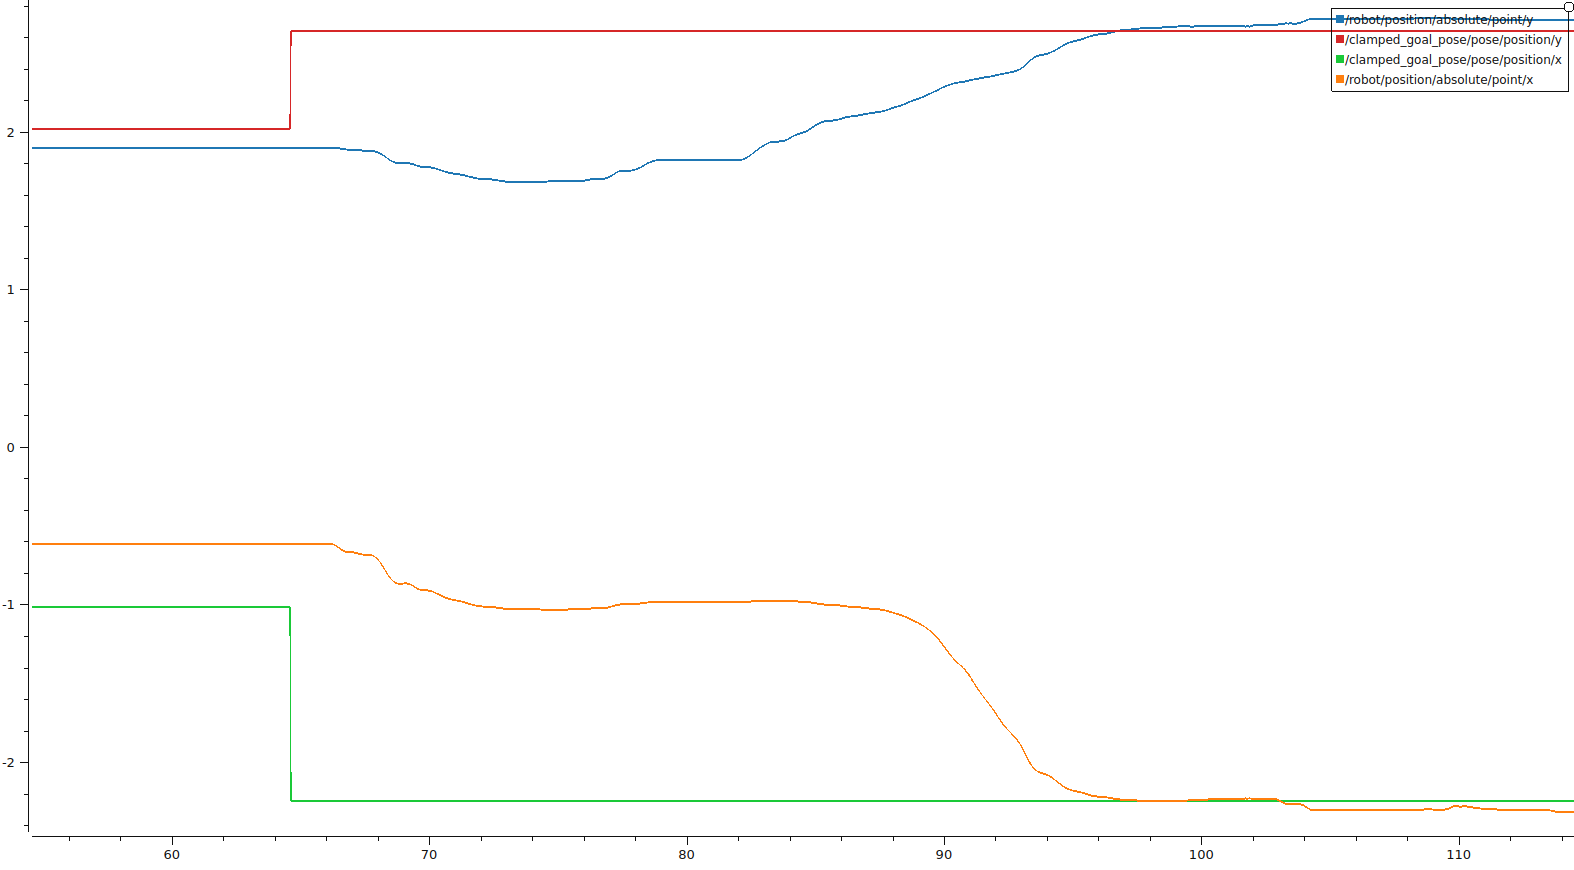 /robot/position/absolute/point/y
/clamped_goal_pose/pose/position/y
/clamped_goal_pose/pose/position/x
/robot/position/absolute/point/x
2
1
0
-1
-2
60 70 80 90 100 110